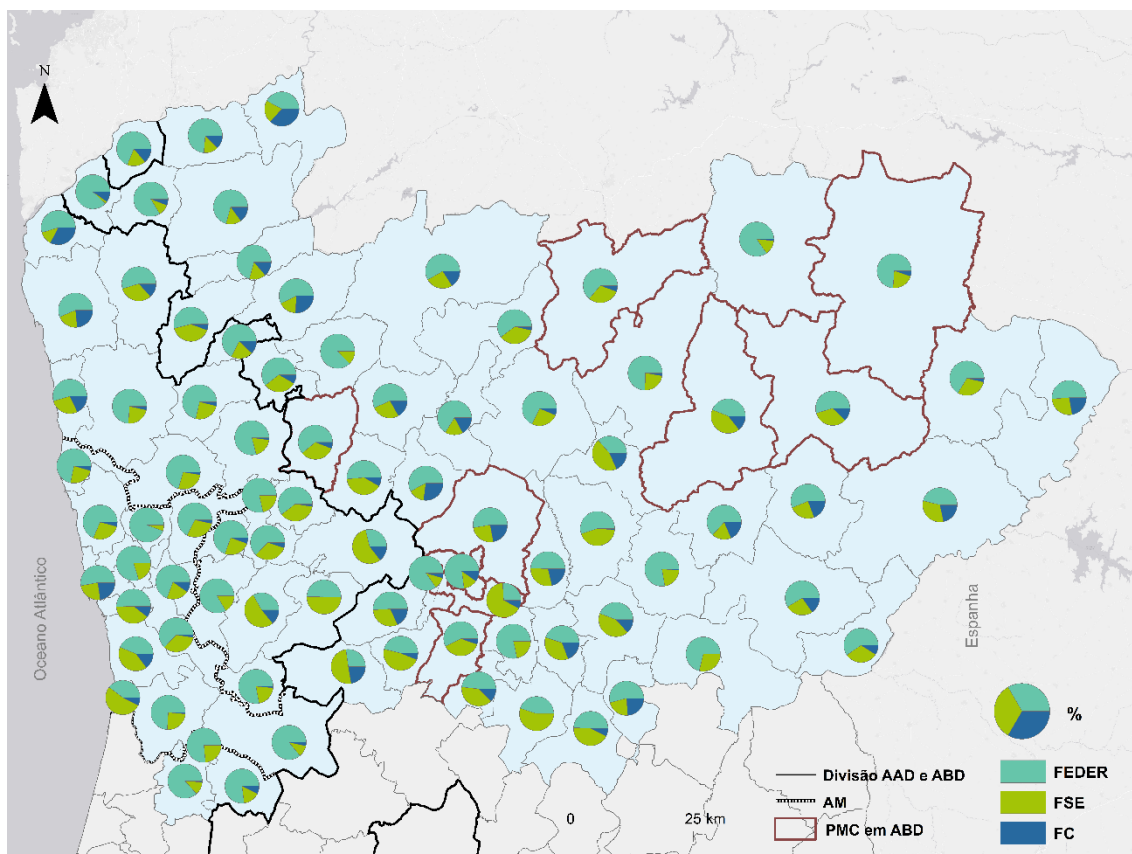 N
Oceano Atlântico
Espanha
%
Divisão AAD e ABD
AM
PMC em ABD
FEDER
FSE
FC
0 25 km